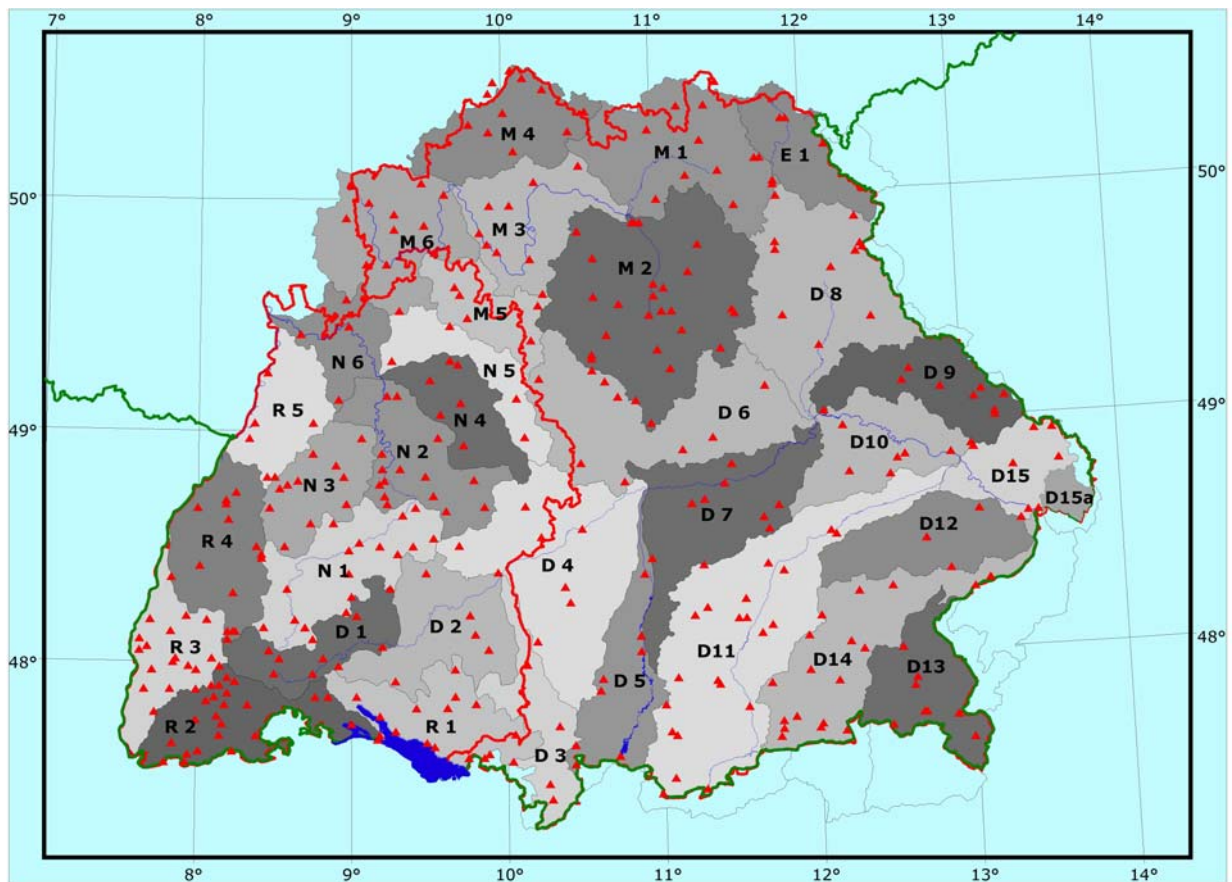 7° 8° 9° 10° 11° 12° 13° 14°
M 4
M 1
E 1
50° 50°
M 3
M 6
M 2
M 5
D 8
N 6
N 5
D 9
R 5
N 4
D 6
49° 49°
N 2
D10
D15
N 3
D15a
R 4
D 7
D12
N 1
D 4
D 1
D 2
R 3
48° 48°
D11
D14
D13
D 5
R 2
R 1
D 3
8° 9° 10° 11° 12° 13° 14°